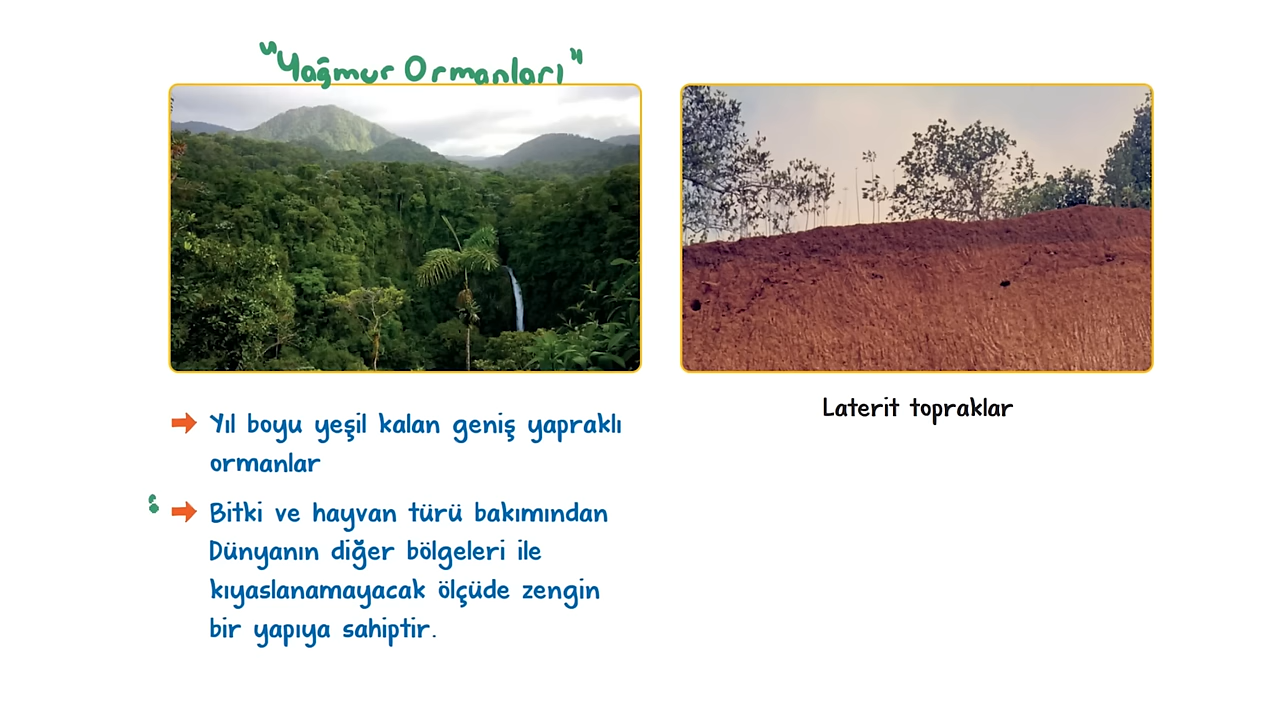 "Yağmur Ormanları"
Laterit topraklar
Yıl boyu yeşil kalan geniş yapraklı
ormanlar
Bitki ve hayvan türü bakımından
Dünyanın diğer bölgeleri ile
kıyaslanamayacak ölçüde zengin
bir yapıya sahiptir.